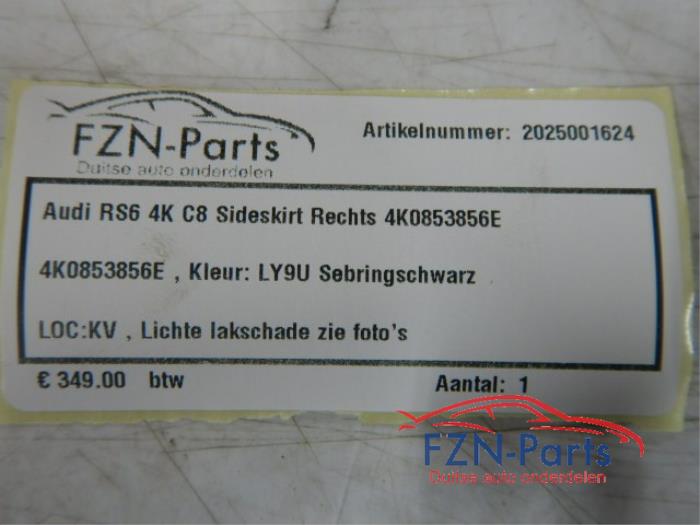 FZN-Parts
Duitse auto onderdelen
Artikelnummer: 2025001624
Audi RS6 4K C8 Sideskirt Rechts 4K0853856E
4K0853856E , Kleur: LY9U Sebringschwarz
LOC:KV , Lichte lakschade zie foto's
€ 349.00 btw
Aantal: 1
FZN-Parts
Duitse auto onderdelen